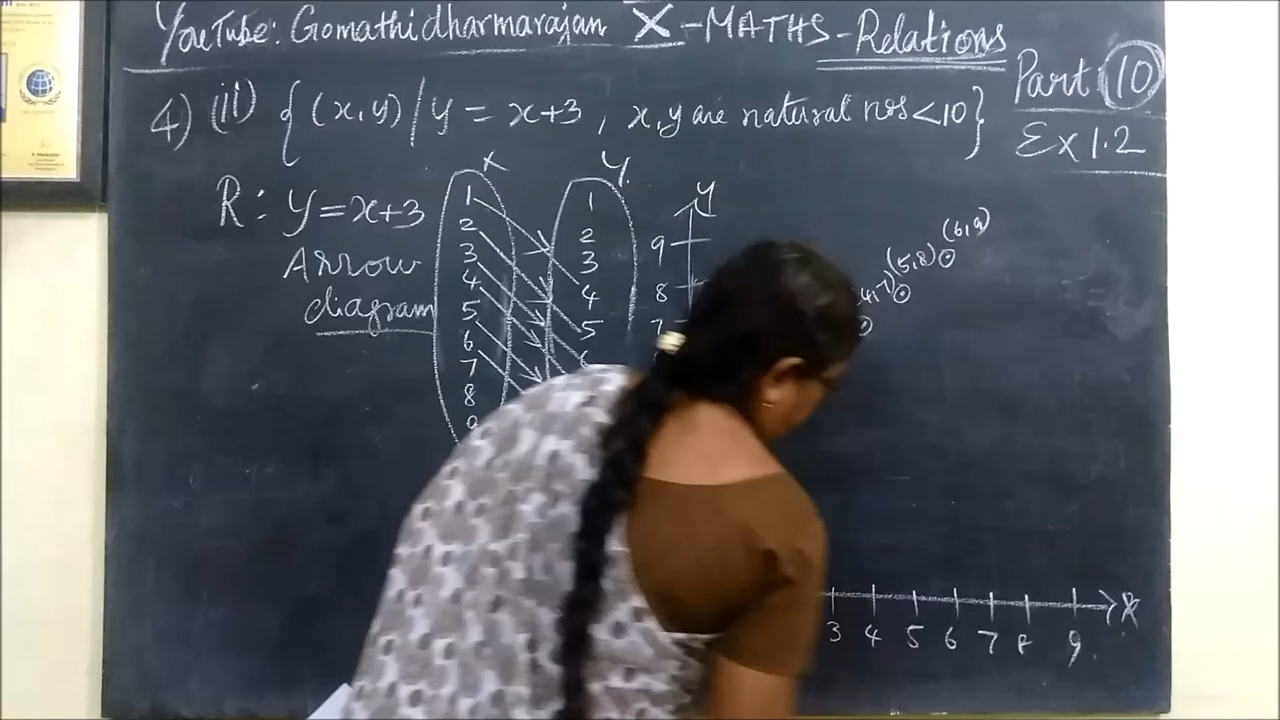 YouTube: Gomathidharmarajan X-MATHS-Relations
Part 10
Ex 1.2
4) (ii) { (x,y) / y = x+3 , x,y are natural nos <10 }
R: y=x+3
Arrow
diagram
X
1
2
3
4
5
6
7
8
9
Y
1
2
3
4
5
y
9
8
7
(4,7)
(5,8)
(6,9)
3 4 5 6 7 8 9
X